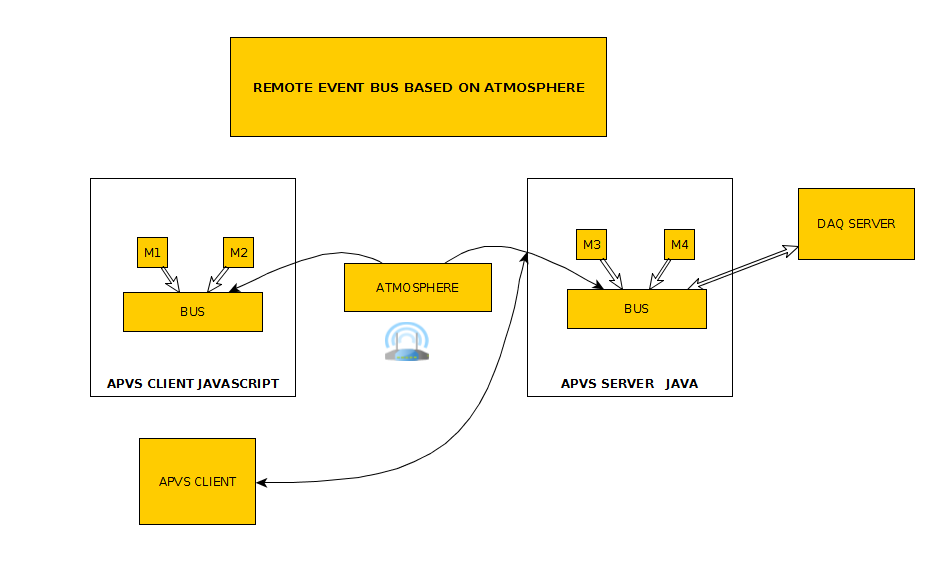 REMOTE EVENT BUS BASED ON ATMOSPHERE
DAQ SERVER
M1
M2
M3
M4
ATMOSPHERE
BUS
BUS
APVS CLIENT JAVASCRIPT
APVS SERVER JAVA
APVS CLIENT